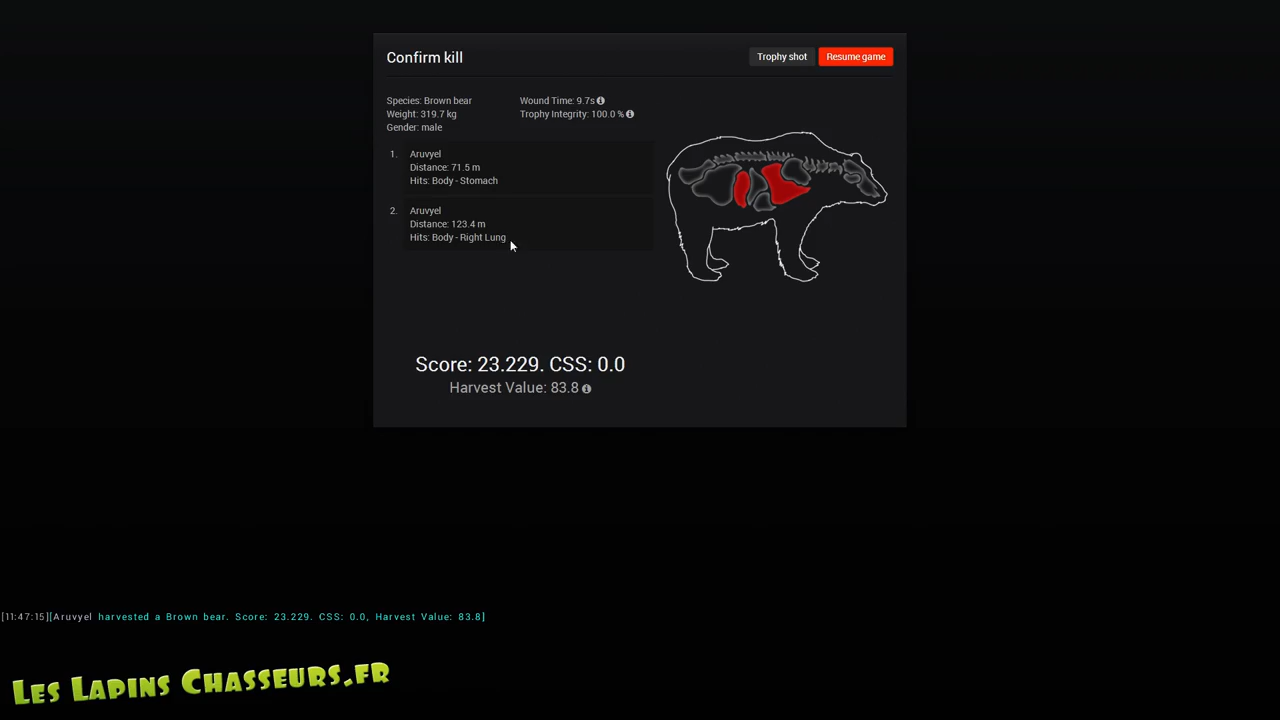 Confirm kill
Trophy shot
Resume game
Species: Brown bear
Weight: 319.7 kg
Gender: male
Wound Time: 9.7s
Trophy Integrity: 100.0 %
1. Aruvyel
Distance: 71.5 m
Hits: Body - Stomach
2. Aruvyel
Distance: 123.4 m
Hits: Body - Right Lung
Score: 23.229. CSS: 0.0
Harvest Value: 83.8
[11:47:15][Aruvyel harvested a Brown bear. Score: 23.229. CSS: 0.0, Harvest Value: 83.8]
Les Lapins Chasseurs.fr